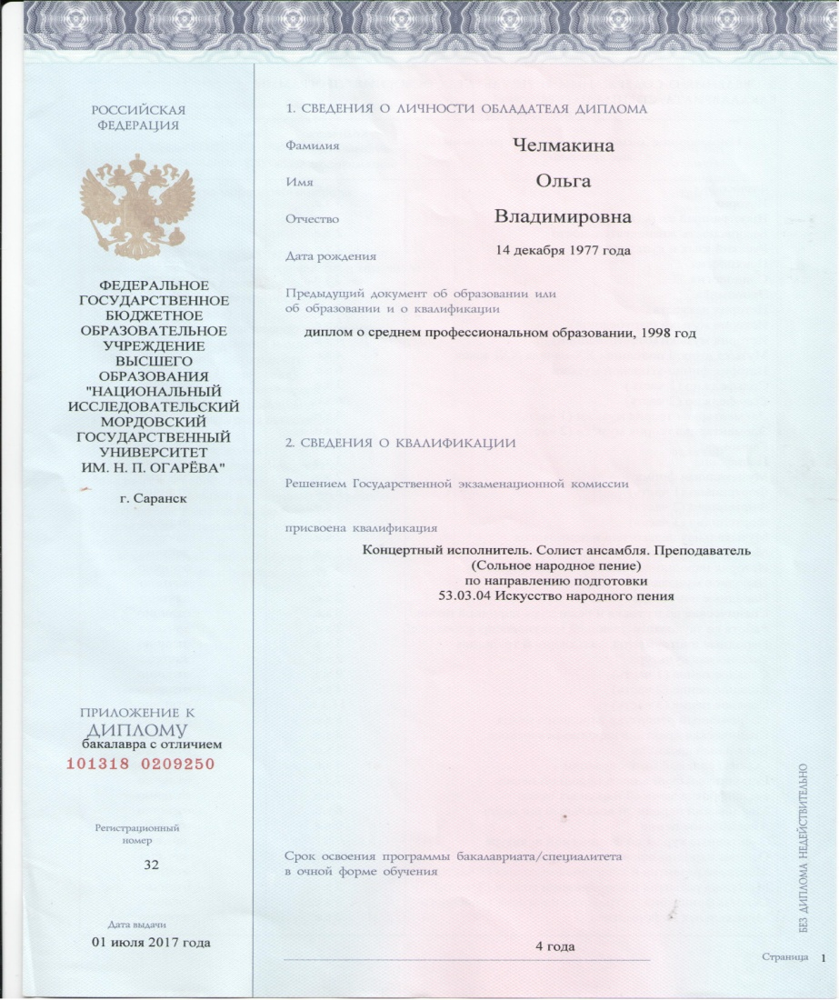 РОССИЙСКАЯ
ФЕДЕРАЦИЯ
ФЕДЕРАЛЬНОЕ
ГОСУДАРСТВЕННОЕ
БЮДЖЕТНОЕ
ОБРАЗОВАТЕЛЬНОЕ
УЧРЕЖДЕНИЕ
ВЫСШЕГО
ОБРАЗОВАНИЯ
"НАЦИОНАЛЬНЫЙ
ИССЛЕДОВАТЕЛЬСКИЙ
МОРДОВСКИЙ
ГОСУДАРСТВЕННЫЙ
УНИВЕРСИТЕТ
ИМ. Н. П. ОГАРЁВА"
г. Саранск
ПРИЛОЖЕНИЕ К
ДИПЛОМУ
бакалавра с отличием
101318 0209250
Регистрационный
номер
32
Дата выдачи
01 июля 2017 года
1. СВЕДЕНИЯ О ЛИЧНОСТИ ОБЛАДАТЕЛЯ ДИПЛОМА
Фамилия Челмакина
Имя Ольга
Отчество Владимировна
Дата рождения 14 декабря 1977 года
Предыдущий документ об образовании или
об образовании и о квалификации
диплом о среднем профессиональном образовании, 1998 год
2. СВЕДЕНИЯ О КВАЛИФИКАЦИИ
Решением Государственной экзаменационной комиссии
присвоена квалификация
Концертный исполнитель. Солист ансамбля. Преподаватель
(Сольное народное пение)
по направлению подготовки
53.03.04 Искусство народного пения
Срок освоения программы бакалавриата/специалитета
в очной форме обучения
4 года
БЕЗ ДИПЛОМА НЕДЕЙСТВИТЕЛЬНО
Страница 1